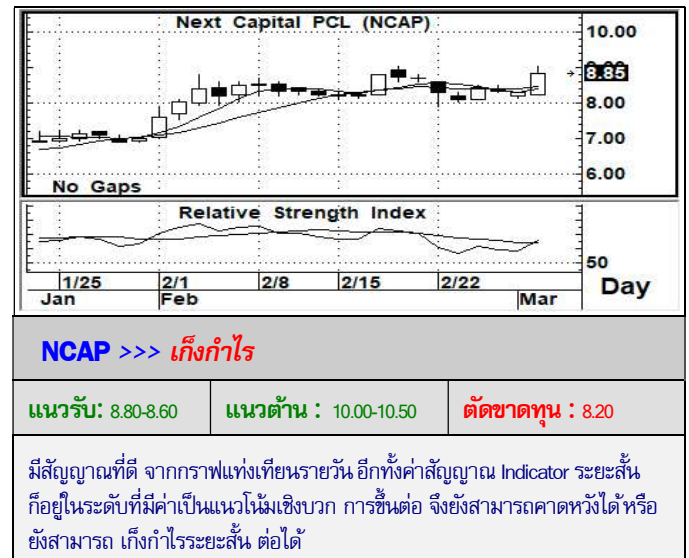 Next Capital PCL (NCAP)
10.00
8.85
8.00
7.00
6.00
No Gaps
Relative Strength Index
50
1/25 2/1 2/8 2/15 2/22
Jan Feb Mar
Day
NCAP >>> เก็งกำไร
แนวรับ: 8.80-8.60 แนวต้าน : 10.00-10.50 ตัดขาดทุน : 8.20
มีสัญญาณที่ดี จากกราฟแท่งเทียนรายวัน อีกทั้งค่าสัญญาณ Indicator ระยะสั้น
ก็อยู่ในระดับที่มีค่าเป็นแนวโน้มเชิงบวก การขึ้นต่อ จึงยังสามารถคาดหวังได้ หรือ
ยังสามารถ เก็งกำไรระยะสั้น ต่อได้